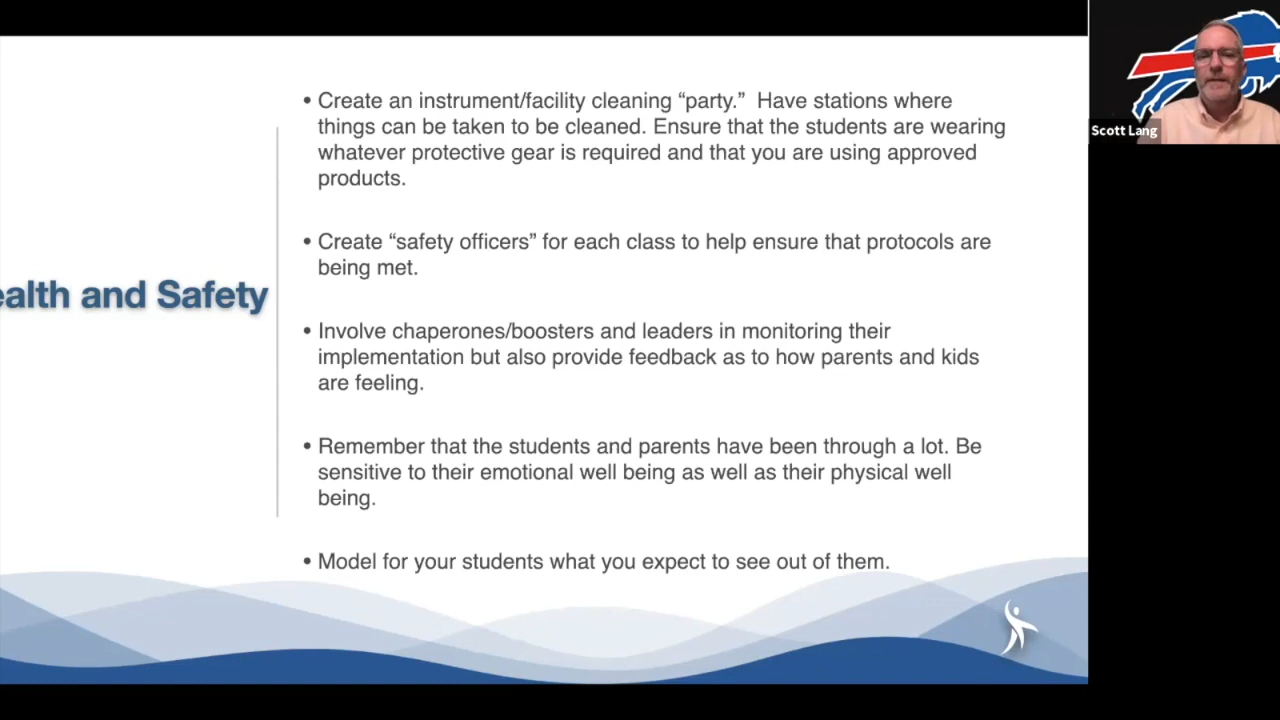 • Create an instrument/facility cleaning “party.”  Have stations where
things can be taken to be cleaned. Ensure that the students are wearing
whatever protective gear is required and that you are using approved
products.
• Create “safety officers” for each class to help ensure that protocols are
being met.
ealth and Safety
• Involve chaperones/boosters and leaders in monitoring their
implementation but also provide feedback as to how parents and kids
are feeling.
• Remember that the students and parents have been through a lot. Be
sensitive to their emotional well being as well as their physical well
being.
• Model for your students what you expect to see out of them.
Scott Lang